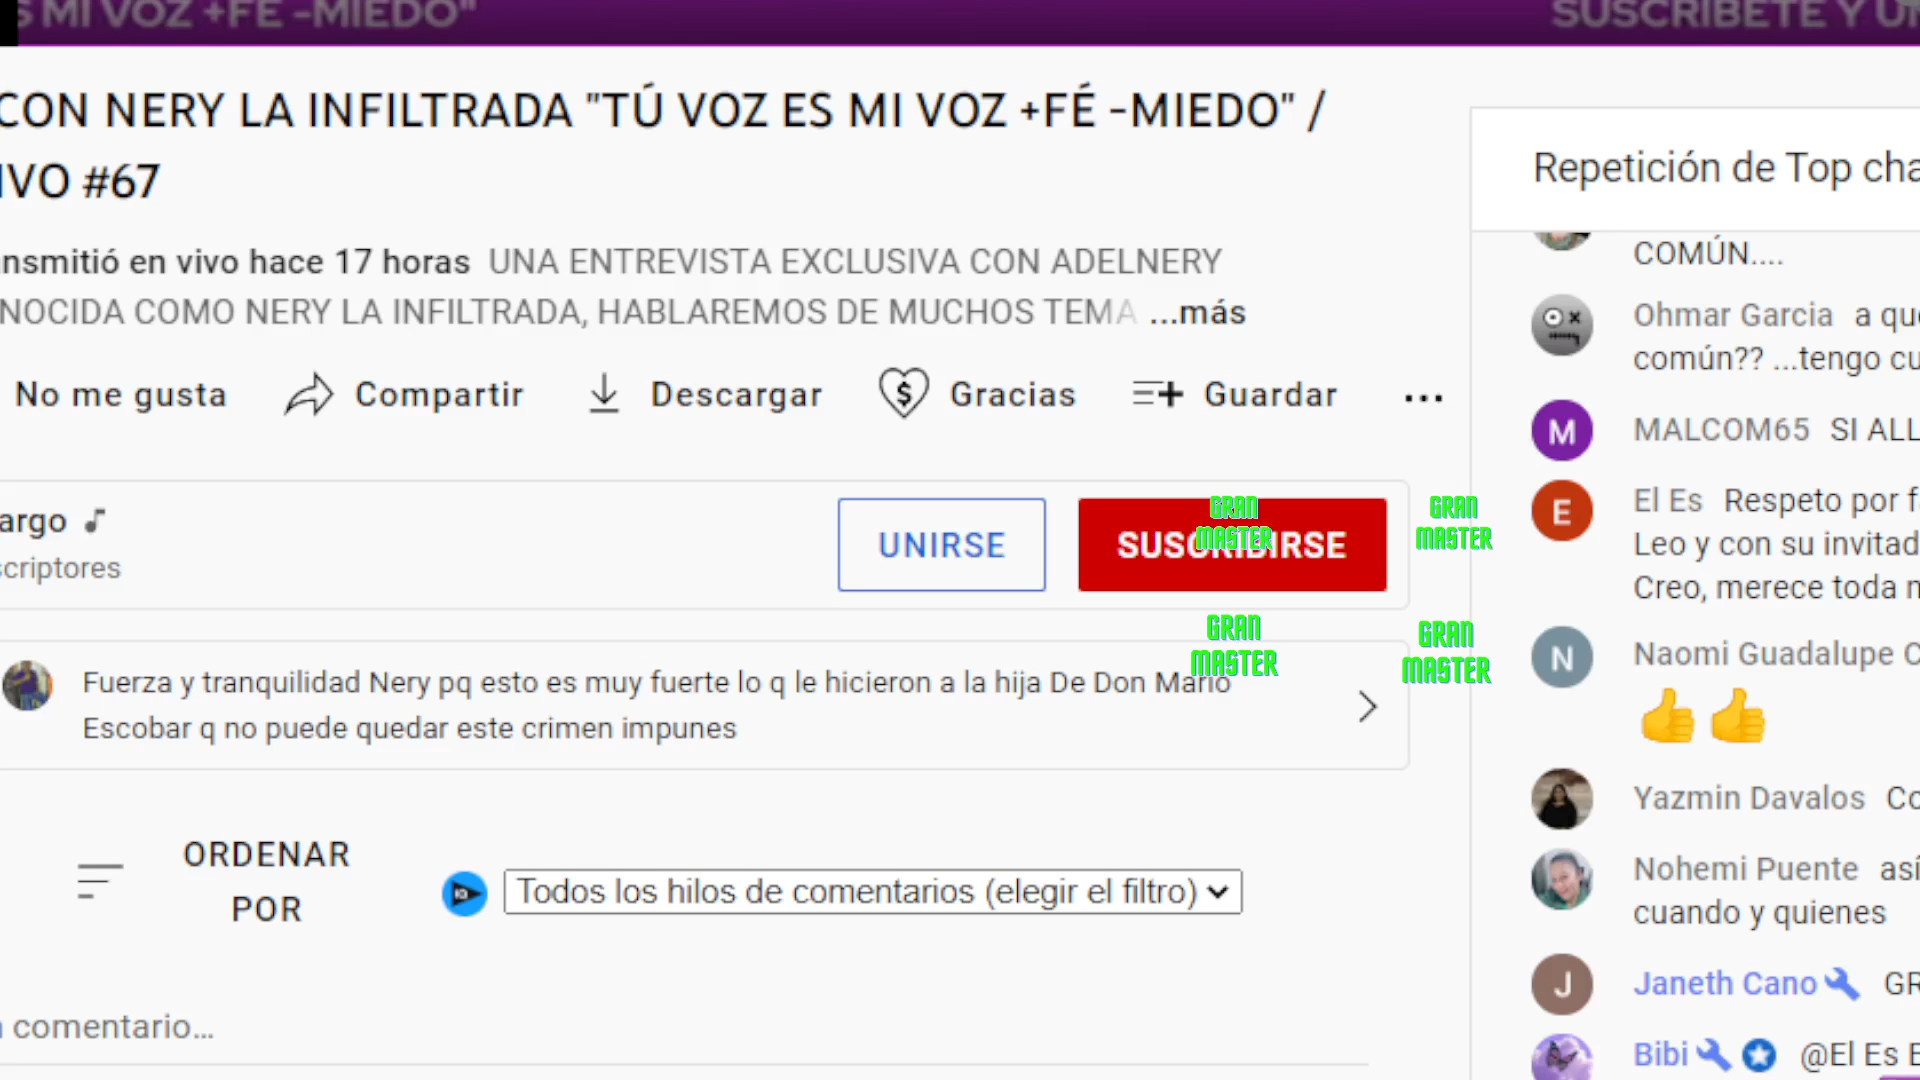 S MI VOZ +FE -MIEDO"
SUSCRIBETE Y UN
CON NERY LA INFILTRADA "TÚ VOZ ES MI VOZ +FÉ -MIEDO" /
IVO #67
nsmitió en vivo hace 17 horas UNA ENTREVISTA EXCLUSIVA CON ADELNERY
NOCIDA COMO NERY LA INFILTRADA, HABLAREMOS DE MUCHOS TEMA ...más
No me gusta Compartir Descargar Gracias Guardar ...
argo
scriptores
UNIRSE
SUSCRIBIRSE
GRAN
MASTER
GRAN
MASTER
GRAN
MASTER
GRAN
MASTER
Fuerza y tranquilidad Nery pq esto es muy fuerte lo q le hicieron a la hija De Don Mario
Escobar q no puede quedar este crimen impunes
ORDENAR
POR
Todos los hilos de comentarios (elegir el filtro)
comentario...
Repetición de Top cha
COMÚN....
Ohmar Garcia a que
común?? ...tengo cu
M
MALCOM65 SI ALL
E
El Es Respeto por f
Leo y con su invitad
Creo, merece toda
N
Naomi Guadalupe C
Yazmin Davalos Co
Nohemi Puente así
cuando y quienes
J
Janeth Cano GR
Bibi @El Es E